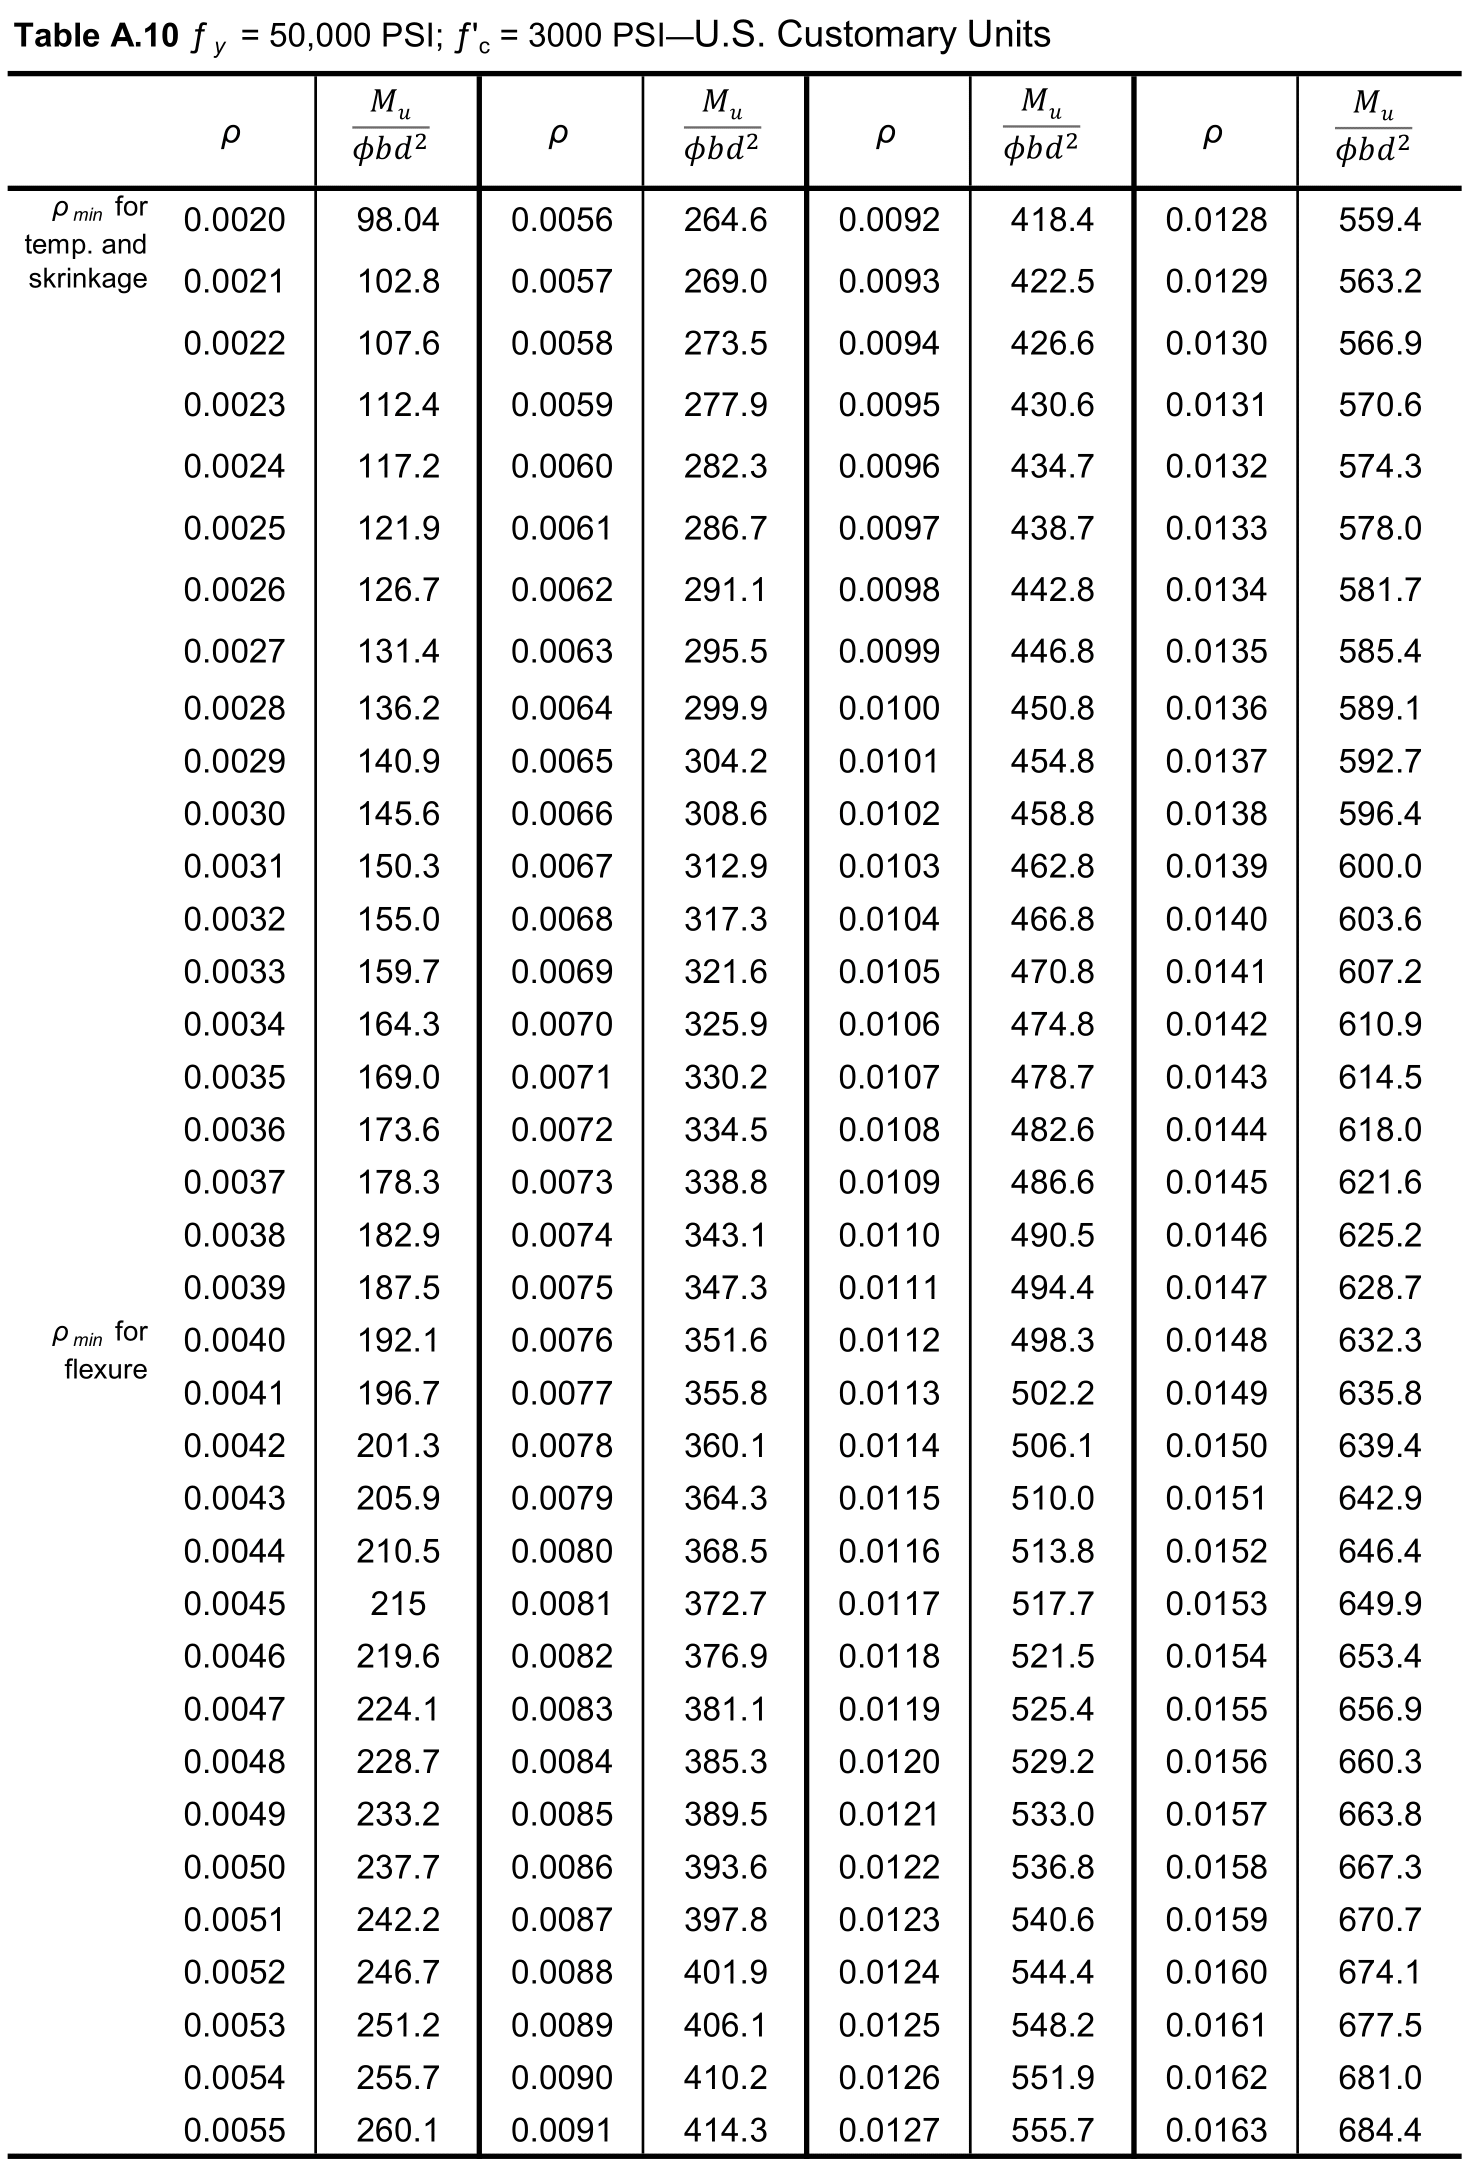 Table A.10 f y = 50,000 PSI; f'c = 3000 PSI—U.S. Customary Units
ρ Mu/ϕbd² ρ Mu/ϕbd² ρ Mu/ϕbd² ρ Mu/ϕbd²
ρ min for temp. and skrinkage 0.0020 98.04 0.0056 264.6 0.0092 418.4 0.0128 559.4
0.0021 102.8 0.0057 269.0 0.0093 422.5 0.0129 563.2
0.0022 107.6 0.0058 273.5 0.0094 426.6 0.0130 566.9
0.0023 112.4 0.0059 277.9 0.0095 430.6 0.0131 570.6
0.0024 117.2 0.0060 282.3 0.0096 434.7 0.0132 574.3
0.0025 121.9 0.0061 286.7 0.0097 438.7 0.0133 578.0
0.0026 126.7 0.0062 291.1 0.0098 442.8 0.0134 581.7
0.0027 131.4 0.0063 295.5 0.0099 446.8 0.0135 585.4
0.0028 136.2 0.0064 299.9 0.0100 450.8 0.0136 589.1
0.0029 140.9 0.0065 304.2 0.0101 454.8 0.0137 592.7
0.0030 145.6 0.0066 308.6 0.0102 458.8 0.0138 596.4
0.0031 150.3 0.0067 312.9 0.0103 462.8 0.0139 600.0
0.0032 155.0 0.0068 317.3 0.0104 466.8 0.0140 603.6
0.0033 159.7 0.0069 321.6 0.0105 470.8 0.0141 607.2
0.0034 164.3 0.0070 325.9 0.0106 474.8 0.0142 610.9
0.0035 169.0 0.0071 330.2 0.0107 478.7 0.0143 614.5
0.0036 173.6 0.0072 334.5 0.0108 482.6 0.0144 618.0
0.0037 178.3 0.0073 338.8 0.0109 486.6 0.0145 621.6
0.0038 182.9 0.0074 343.1 0.0110 490.5 0.0146 625.2
0.0039 187.5 0.0075 347.3 0.0111 494.4 0.0147 628.7
ρ min for flexure 0.0040 192.1 0.0076 351.6 0.0112 498.3 0.0148 632.3
0.0041 196.7 0.0077 355.8 0.0113 502.2 0.0149 635.8
0.0042 201.3 0.0078 360.1 0.0114 506.1 0.0150 639.4
0.0043 205.9 0.0079 364.3 0.0115 510.0 0.0151 642.9
0.0044 210.5 0.0080 368.5 0.0116 513.8 0.0152 646.4
0.0045 215 0.0081 372.7 0.0117 517.7 0.0153 649.9
0.0046 219.6 0.0082 376.9 0.0118 521.5 0.0154 653.4
0.0047 224.1 0.0083 381.1 0.0119 525.4 0.0155 656.9
0.0048 228.7 0.0084 385.3 0.0120 529.2 0.0156 660.3
0.0049 233.2 0.0085 389.5 0.0121 533.0 0.0157 663.8
0.0050 237.7 0.0086 393.6 0.0122 536.8 0.0158 667.3
0.0051 242.2 0.0087 397.8 0.0123 540.6 0.0159 670.7
0.0052 246.7 0.0088 401.9 0.0124 544.4 0.0160 674.1
0.0053 251.2 0.0089 406.1 0.0125 548.2 0.0161 677.5
0.0054 255.7 0.0090 410.2 0.0126 551.9 0.0162 681.0
0.0055 260.1 0.0091 414.3 0.0127 555.7 0.0163 684.4